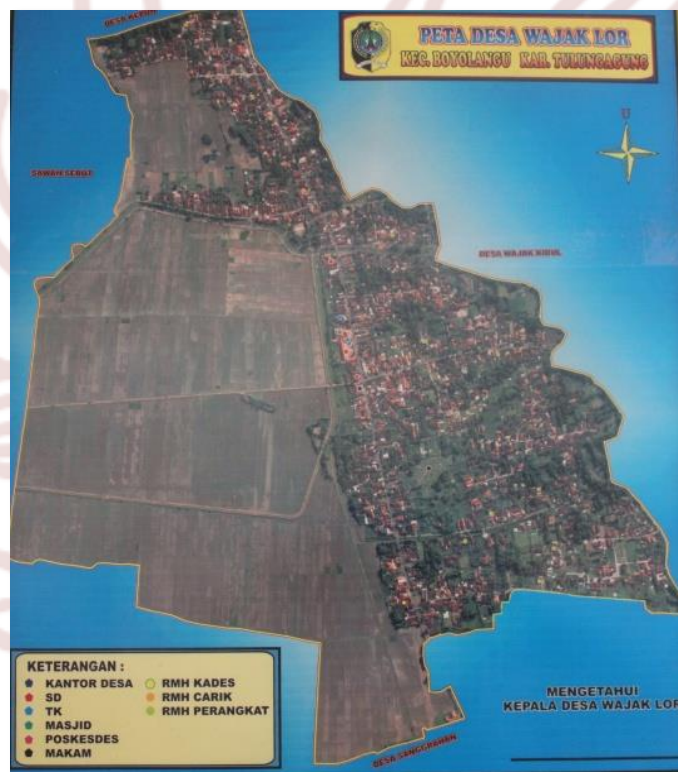 PETA DESA WAJAK LOR
KEC. BOYOLANGU KAB. TULUNGAGUNG
U
SAWAH SEBUT
DESA WAJAK KIDUL
KETERANGAN :
KANTOR DESA
SD
TK
MASJID
POSKESDES
MAKAM
RMH KADES
RMH CARIK
RMH PERANGKAT
DESA SANGGRAHAN
MENGETAHUI
KEPALA DESA WAJAK LOR